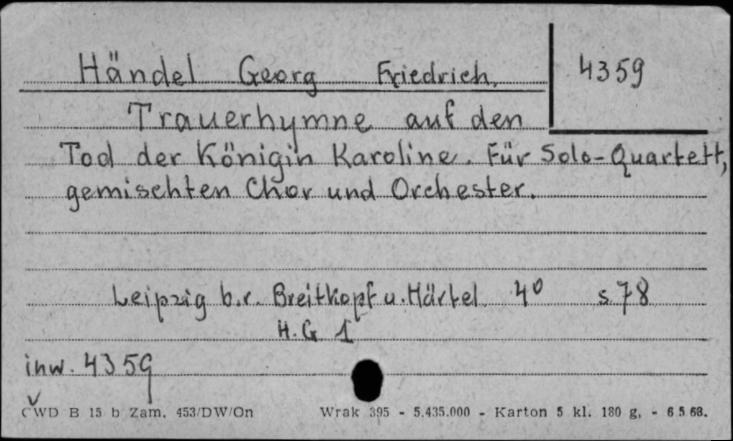 Händel Georg Friedrich. 4359
Trauerhymne auf den
Tod der Königin Karoline. Für Solo-Quartett,
gemischten Chor und Orchester.
Leipzig b.r. Breitkopf u. Härtel 4° s. 78
H.G 1
inw. 4359
CWD B 15 b Zam. 453/DW/On Wrak 395 - 5.435.000 - Karton 5 kl. 180 g. - 6 5 68.